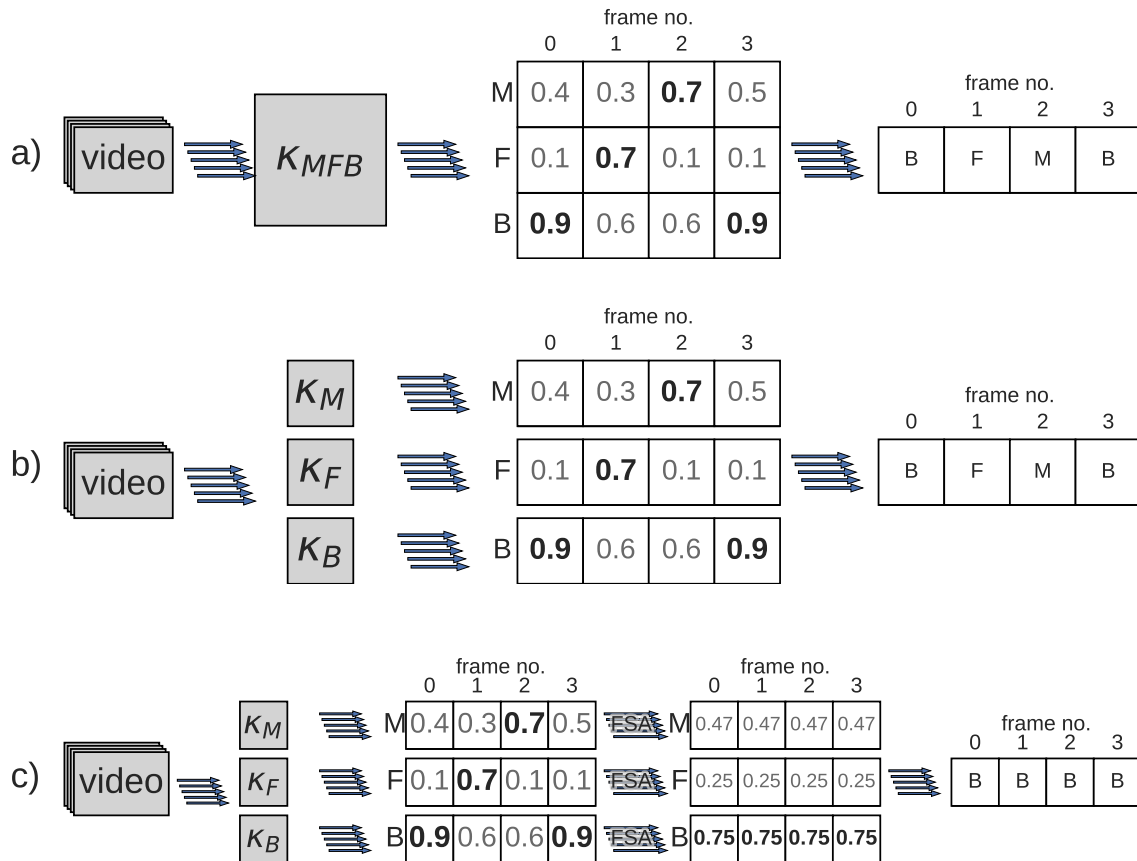 frame no.
0 1 2 3
M 0.4 0.3 0.7 0.5
frame no.
0 1 2 3
a) video κMFB F 0.1 0.7 0.1 0.1 B F M B
B 0.9 0.6 0.6 0.9
frame no.
0 1 2 3
κM M 0.4 0.3 0.7 0.5
frame no.
0 1 2 3
b) video κF F 0.1 0.7 0.1 0.1 B F M B
κB B 0.9 0.6 0.6 0.9
frame no. frame no.
0 1 2 3 0 1 2 3
κM M 0.4 0.3 0.7 0.5 FSA M 0.47 0.47 0.47 0.47
frame no.
0 1 2 3
c) video κF F 0.1 0.7 0.1 0.1 FSA F 0.25 0.25 0.25 0.25 B B B B
κB B 0.9 0.6 0.6 0.9 FSA B 0.75 0.75 0.75 0.75